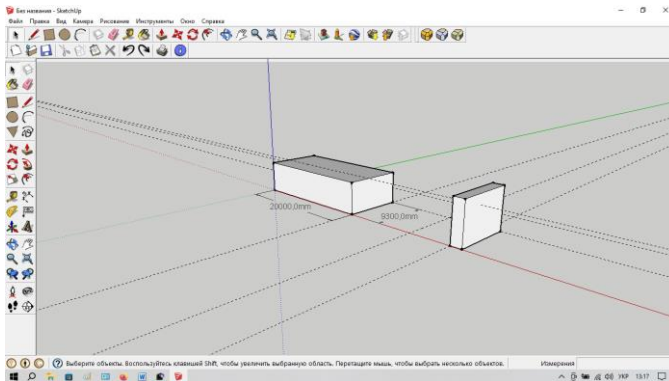 Без названия - SketchUp
Файл Правка Вид Камера Рисование Инструменты Окно Справка
20000,0mm
9300,0mm
Выберите объекты. Воспользуйтесь клавишей Shift, чтобы увеличить выбранную область. Перетащите мышь, чтобы выбрать несколько объектов.
Измерения
УКР 13:17